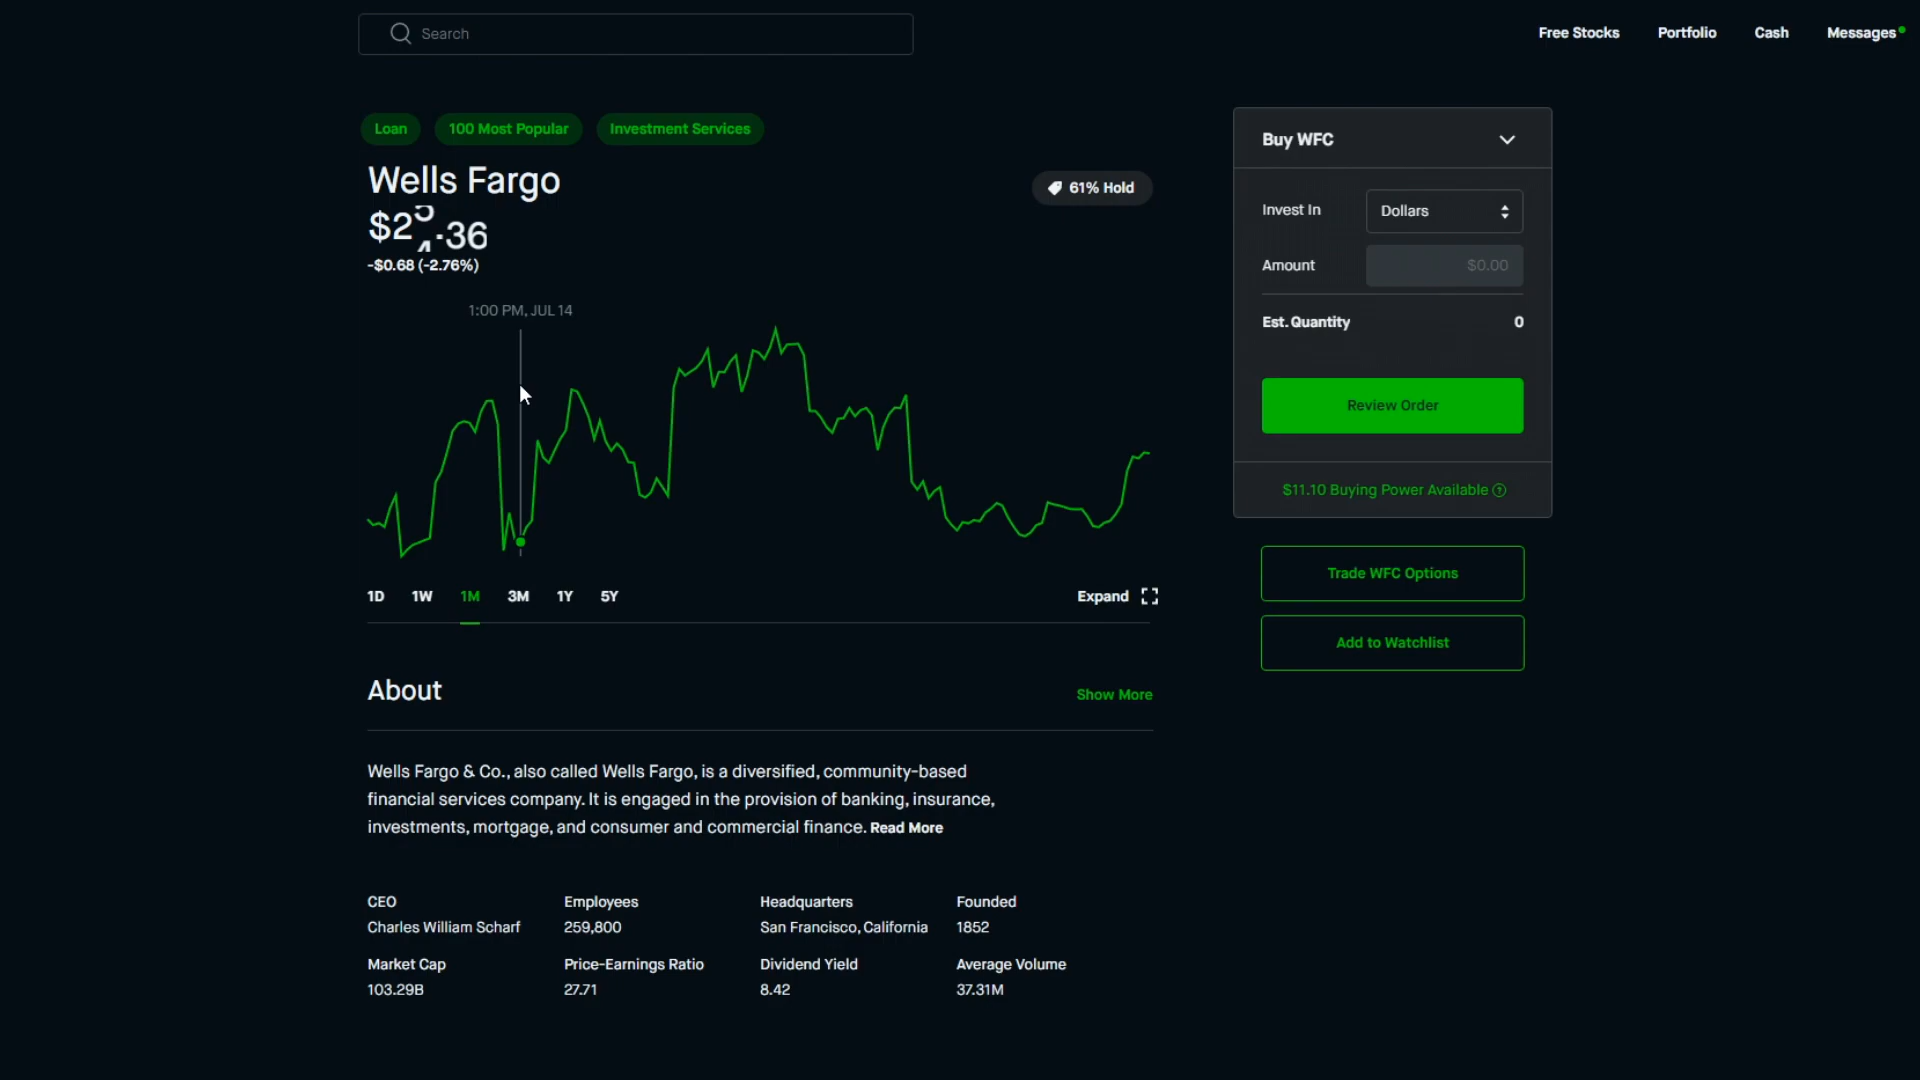 Search
Free Stocks Portfolio Cash Messages
Loan 100 Most Popular Investment Services
Wells Fargo
61% Hold
-$0.68 (-2.76%)
1:00 PM, JUL 14
1D 1W 1M 3M 1Y 5Y
Expand
Buy WFC
Invest In Dollars
Amount $0.00
Est. Quantity 0
Review Order
$11.10 Buying Power Available
Trade WFC Options
Add to Watchlist
About
Show More
Wells Fargo & Co., also called Wells Fargo, is a diversified, community-based
financial services company. It is engaged in the provision of banking, insurance,
investments, mortgage, and consumer and commercial finance. Read More
CEO Employees Headquarters Founded
Charles William Scharf 259,800 San Francisco, California 1852
Market Cap Price-Earnings Ratio Dividend Yield Average Volume
103.29B 27.71 8.42 37.31M